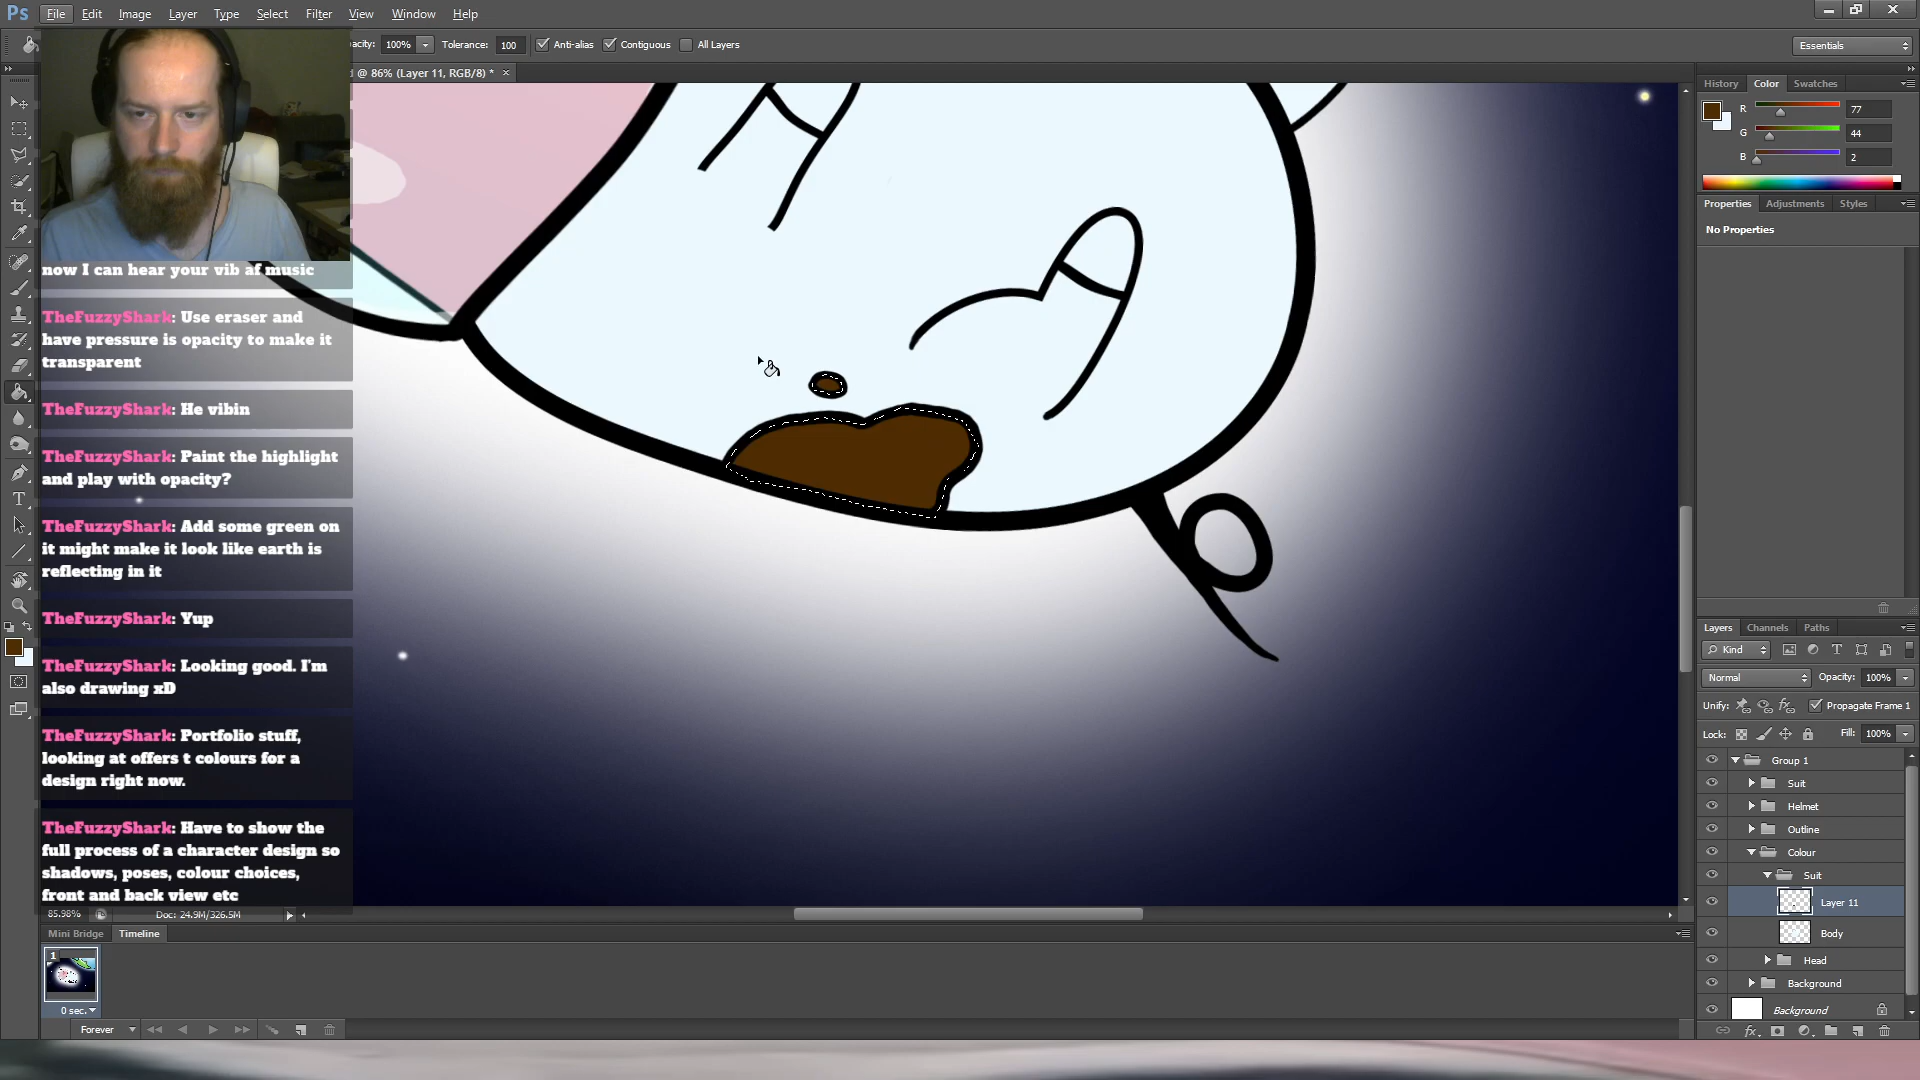 Ps File Edit Image Layer Type Select Filter View Window Help
acity: 100% Tolerance: 100 Anti-alias Contiguous All Layers Essentials
d @ 86% (Layer 11, RGB/8) * ×
History Color Swatches
R 77
G 44
B 2
Properties Adjustments Styles
No Properties
now I can hear your vib af music
TheFuzzyShark: Use eraser and
have pressure is opacity to make it
transparent
TheFuzzyShark: He vibin
TheFuzzyShark: Paint the highlight
and play with opacity?
TheFuzzyShark: Add some green on
it might make it look like earth is
reflecting in it
TheFuzzyShark: Yup
TheFuzzyShark: Looking good. I'm
also drawing xD
TheFuzzyShark: Portfolio stuff,
looking at offers t colours for a
design right now.
TheFuzzyShark: Have to show the
full process of a character design so
shadows, poses, colour choices,
front and back view etc
Layers Channels Paths
Kind
Normal Opacity: 100%
Unify: Propagate Frame 1
Lock: Fill: 100%
Group 1
Suit
Helmet
Outline
Colour
Suit
Layer 11
Body
Head
Background
Background
85.98% Doc: 24.9M/326.5M
Mini Bridge Timeline
1
0 sec.
Forever